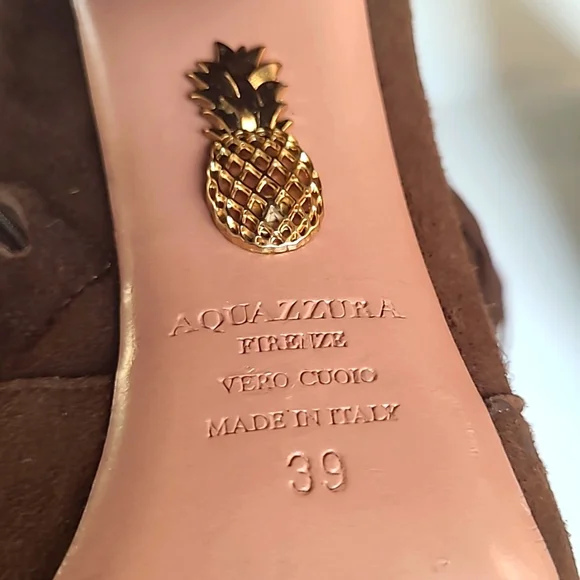 AQUAZZURA
FIRENZE
VERO CUOIO
MADE IN ITALY
39